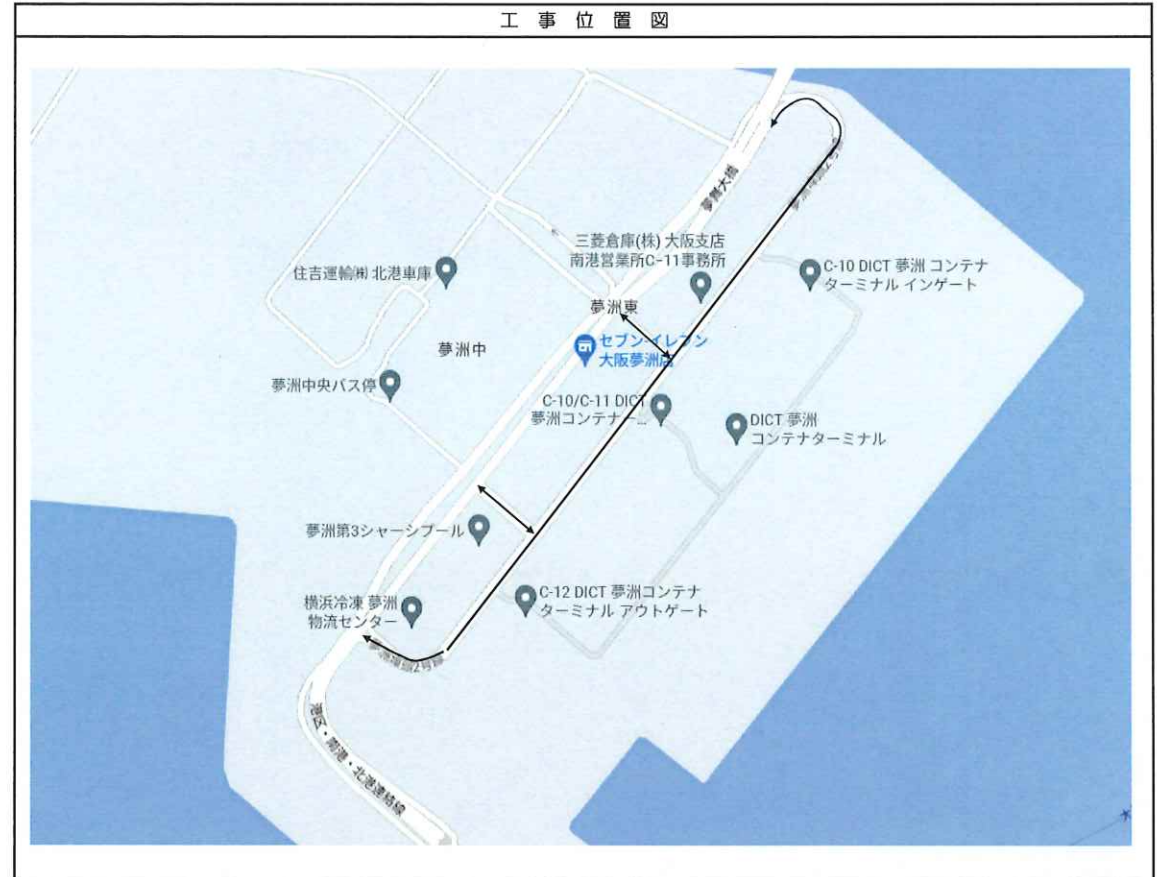 工事位置図
夢舞大橋
三菱倉庫(株) 大阪支店
南港営業所C-11事務所
住吉運輸㈱ 北港車庫
C-10 DICT 夢洲 コンテナ
ターミナル インゲート
夢洲東
夢洲中
セブン-イレブン
大阪夢洲店
夢洲中央バス停
C-10/C-11 DICT
夢洲コンテナー…
DICT 夢洲
コンテナターミナル
夢洲第3シャーシプール
横浜冷凍 夢洲
物流センター
C-12 DICT 夢洲コンテナ
ターミナル アウトゲート
港区・南港・北港連絡線